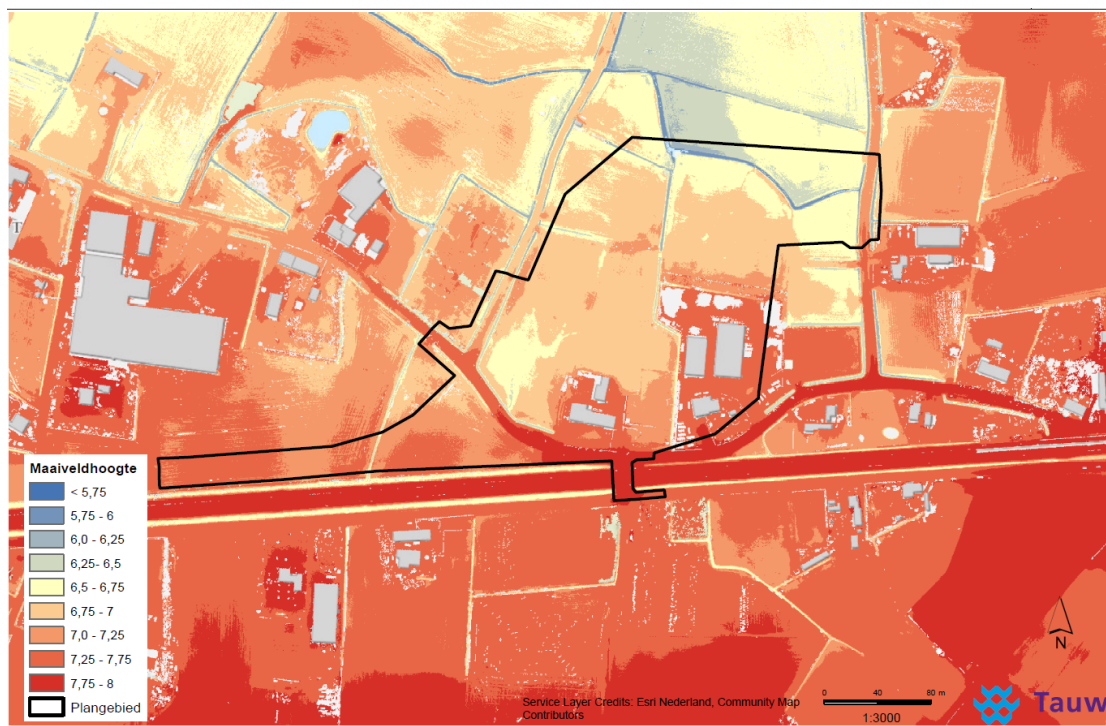 T
Maaiveldhoogte
< 5,75
5,75 - 6
6,0 - 6,25
6,25 - 6,5
6,5 - 6,75
6,75 - 7
7,0 - 7,25
7,25 - 7,75
7,75 - 8
Plangebied
N
Service Layer Credits: Esri Nederland, Community Map
Contributors
0 40 80 m
1:3000
Tauw